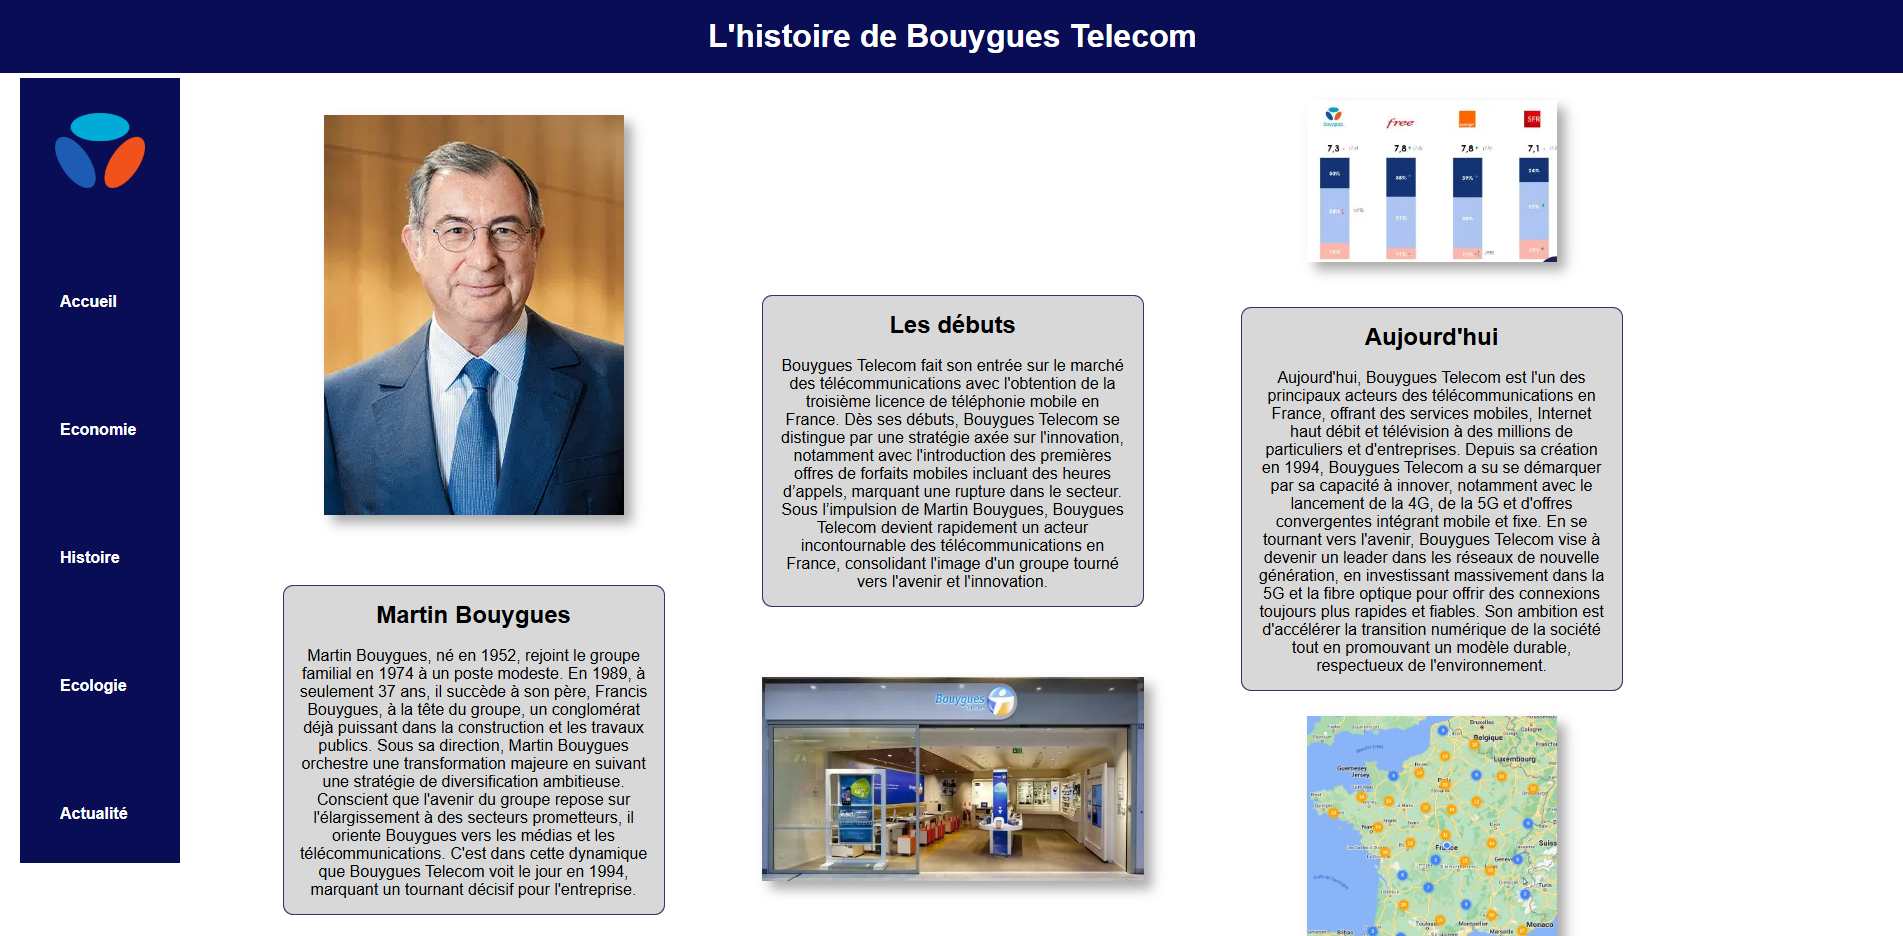 L'histoire de Bouygues Telecom
Accueil
Economie
Histoire
Ecologie
Actualité
Martin Bouygues
Martin Bouygues, né en 1952, rejoint le groupe
familial en 1974 à un poste modeste. En 1989, à
seulement 37 ans, il succède à son père, Francis
Bouygues, à la tête du groupe, un conglomérat
déjà puissant dans la construction et les travaux
publics. Sous sa direction, Martin Bouygues
orchestre une transformation majeure en suivant
une stratégie de diversification ambitieuse.
Conscient que l'avenir du groupe repose sur
l'élargissement à des secteurs prometteurs, il
oriente Bouygues vers les médias et les
télécommunications. C'est dans cette dynamique
que Bouygues Telecom voit le jour en 1994,
marquant un tournant décisif pour l'entreprise.
Les débuts
Bouygues Telecom fait son entrée sur le marché
des télécommunications avec l'obtention de la
troisième licence de téléphonie mobile en
France. Dès ses débuts, Bouygues Telecom se
distingue par une stratégie axée sur l'innovation,
notamment avec l'introduction des premières
offres de forfaits mobiles incluant des heures
d’appels, marquant une rupture dans le secteur.
Sous l’impulsion de Martin Bouygues, Bouygues
Telecom devient rapidement un acteur
incontournable des télécommunications en
France, consolidant l'image d'un groupe tourné
vers l'avenir et l'innovation.
Bouygues
free
SFR
7,3
7,8
7,8
7,1
38%
39%
Aujourd'hui
Aujourd'hui, Bouygues Telecom est l'un des
principaux acteurs des télécommunications en
France, offrant des services mobiles, Internet
haut débit et télévision à des millions de
particuliers et d'entreprises. Depuis sa création
en 1994, Bouygues Telecom a su se démarquer
par sa capacité à innover, notamment avec le
lancement de la 4G, de la 5G et d'offres
convergentes intégrant mobile et fixe. En se
tournant vers l'avenir, Bouygues Telecom vise à
devenir un leader dans les réseaux de nouvelle
génération, en investissant massivement dans la
5G et la fibre optique pour offrir des connexions
toujours plus rapides et fiables. Son ambition est
d'accélérer la transition numérique de la société
tout en promouvant un modèle durable,
respectueux de l'environnement.
Bruxelles
Cologne
Belgique
Guernesey
Jersey
Luxembourg
France
Turin
Montpellier
Marseille
Monaco
Bilbao